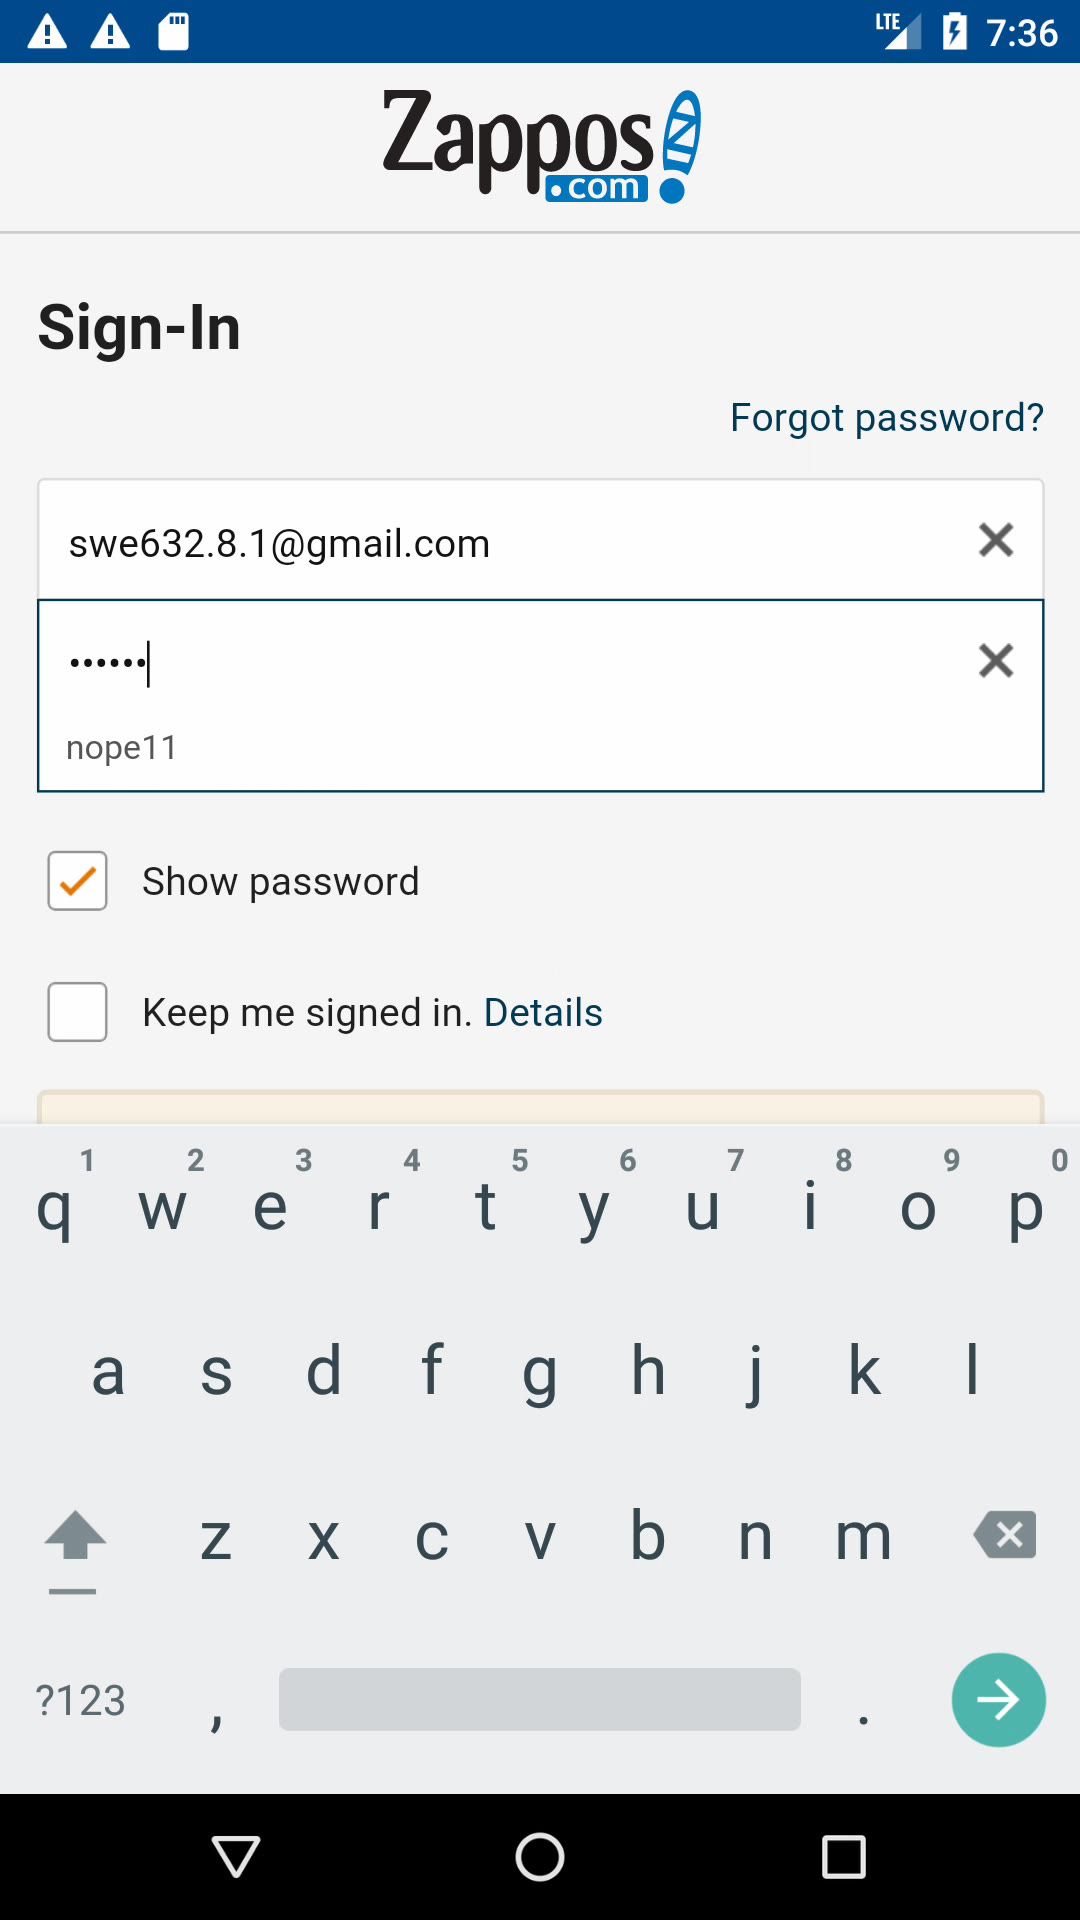 LTE 7:36
Zappos
.com
Sign-In
Forgot password?
swe632.8.1@gmail.com
••••••
nope11
Show password
Keep me signed in. Details
1 2 3 4 5 6 7 8 9 0
q w e r t y u i o p
a s d f g h j k l
z x c v b n m
?123 , .